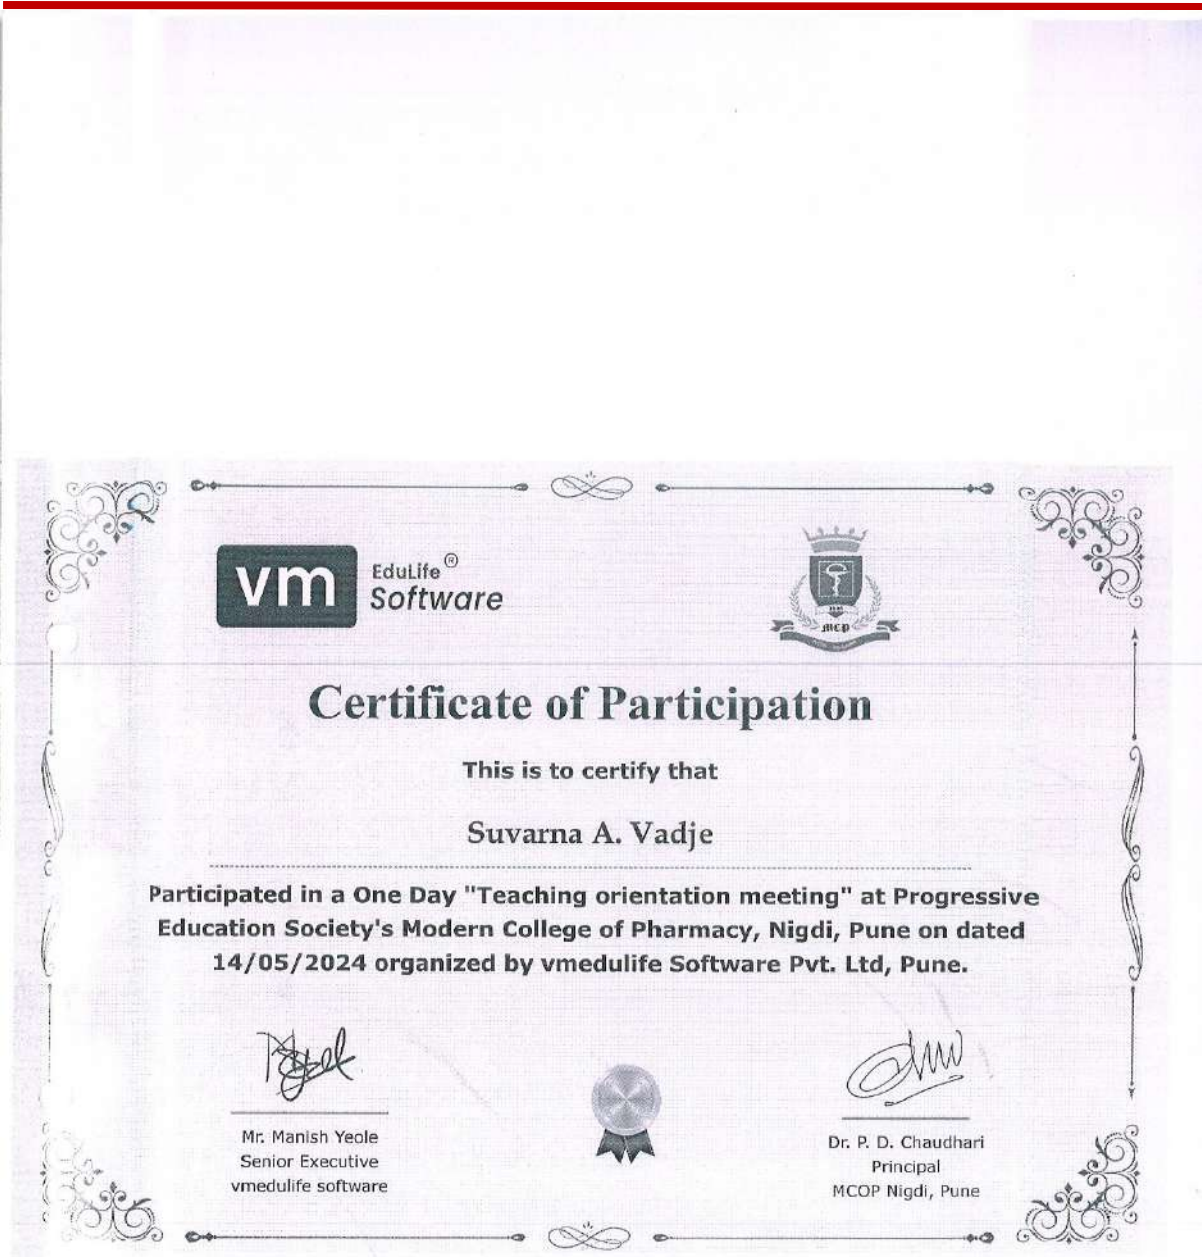 vm EduLife®
Software
MCP
Certificate of Participation
This is to certify that
Suvarna A. Vadje
Participated in a One Day "Teaching orientation meeting" at Progressive
Education Society's Modern College of Pharmacy, Nigdi, Pune on dated
14/05/2024 organized by vmedulife Software Pvt. Ltd, Pune.
Mr. Manish Yeole
Senior Executive
vmedulife software
Dr. P. D. Chaudhari
Principal
MCOP Nigdi, Pune